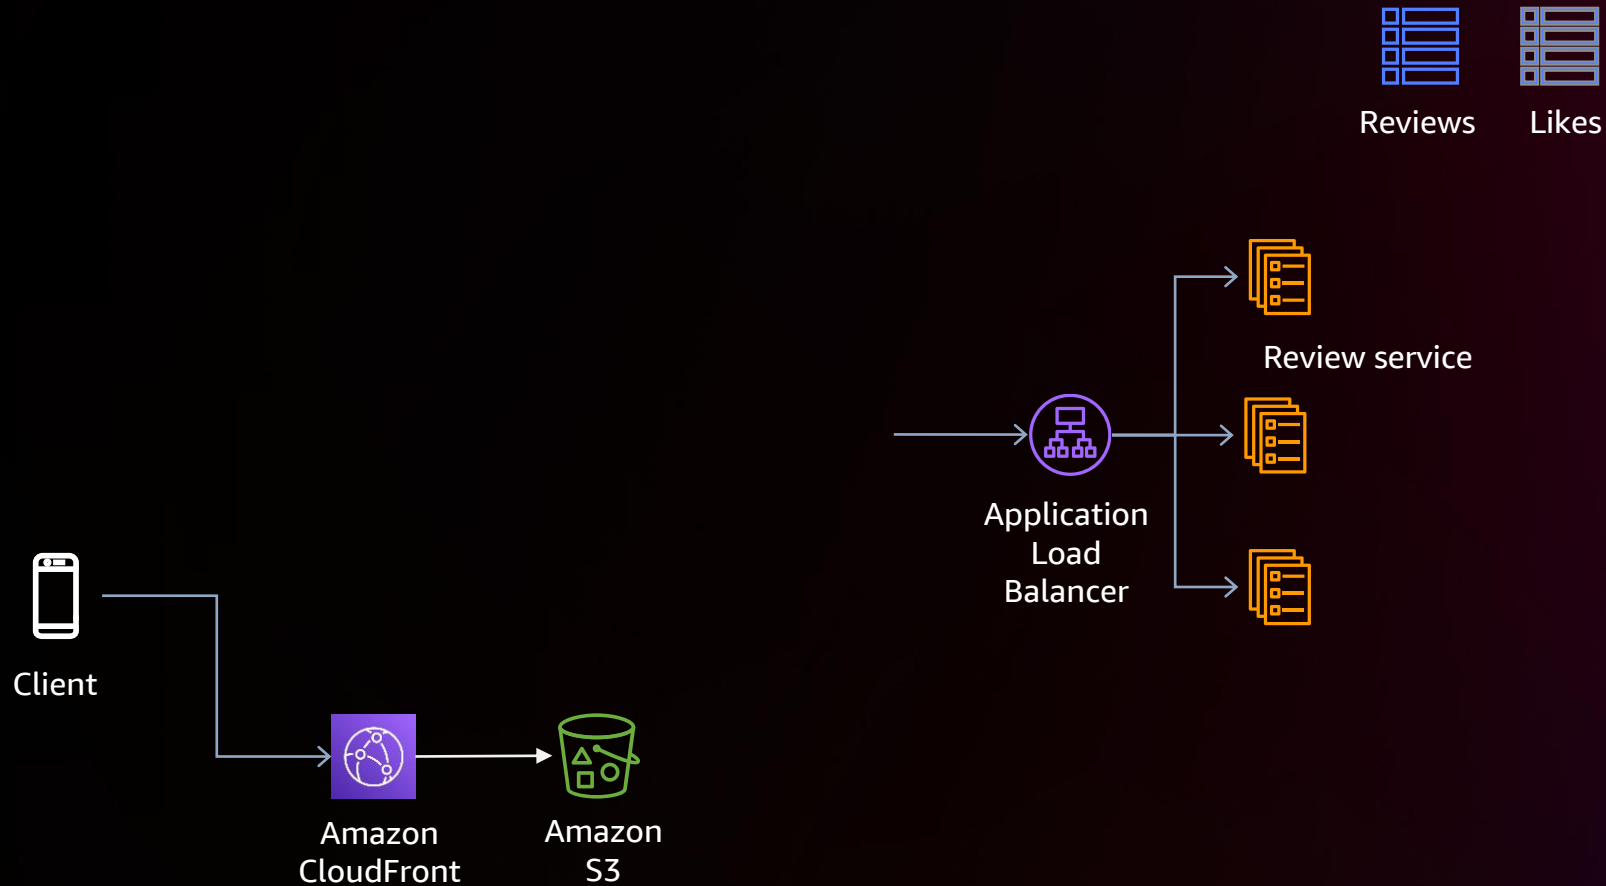 Reviews
Likes
Review service
Application
Load
Balancer
Client
Amazon
CloudFront
Amazon
S3